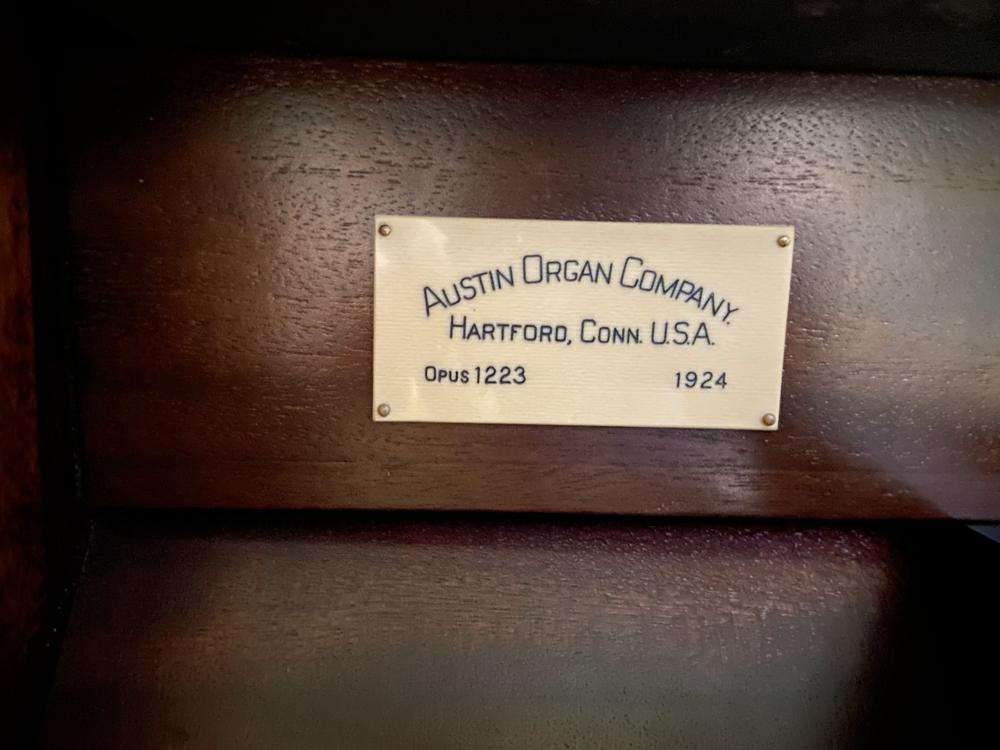 AUSTIN ORGAN COMPANY.
HARTFORD, CONN. U.S.A.
OPUS 1223 1924